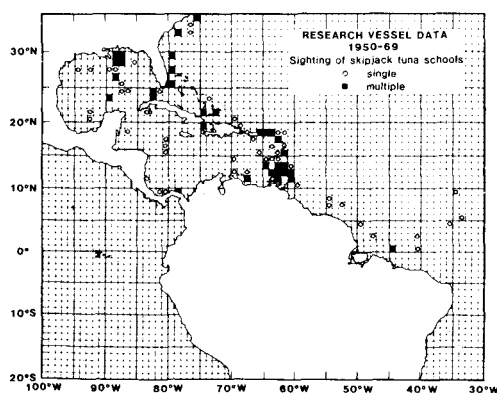 RESEARCH VESSEL DATA
1950-69
Sighting of skipjack tuna schools
single
multiple
30°N
20°N
10°N
0°
10°S
20°S
100°W
90°W
80°W
70°W
60°W
50°W
40°W
30°W